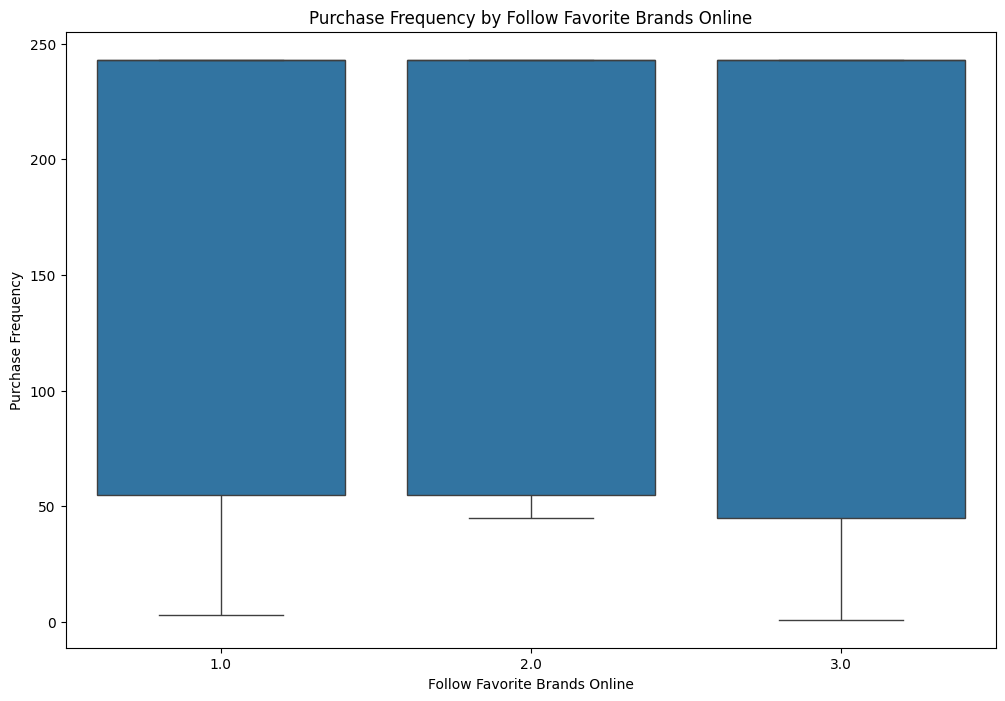 Purchase Frequency by Follow Favorite Brands Online
250
200
150
100
50
0
Purchase Frequency
1.0 2.0 3.0
Follow Favorite Brands Online